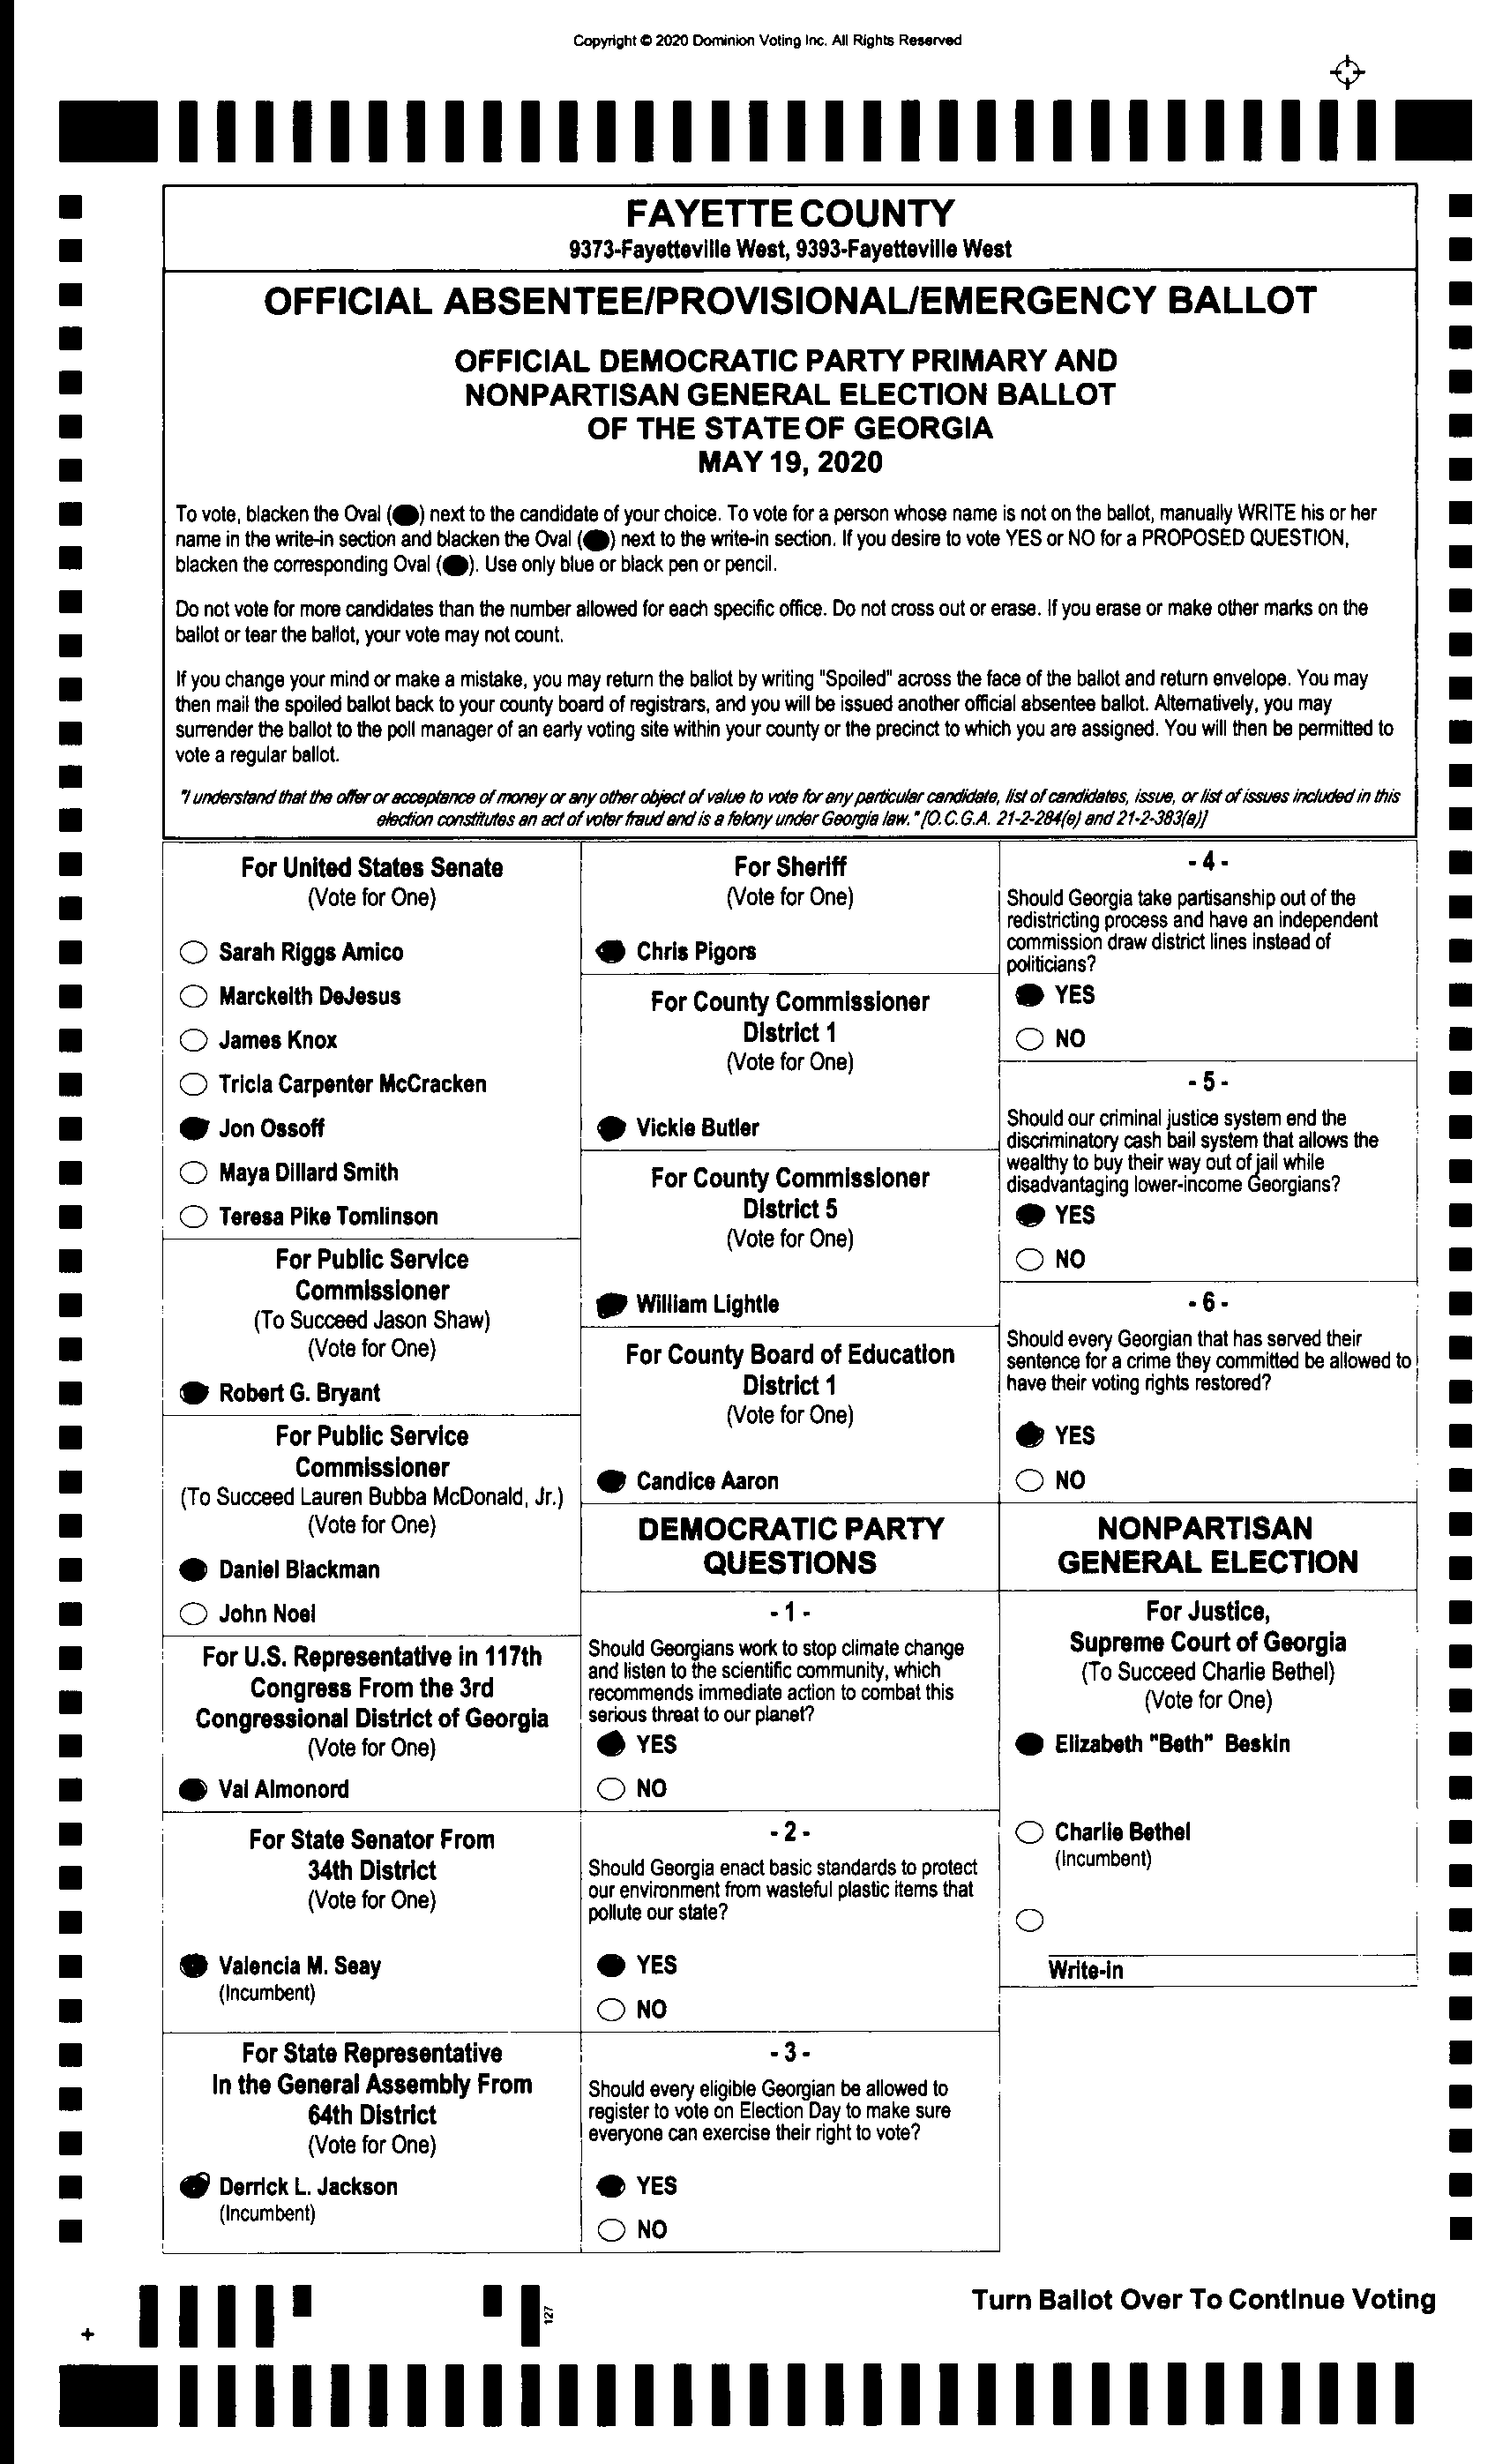 Copyright © 2020 Dominion Voting Inc. All Rights Reserved
FAYETTE COUNTY
9373-Fayetteville West, 9393-Fayetteville West
OFFICIAL ABSENTEE/PROVISIONAL/EMERGENCY BALLOT
OFFICIAL DEMOCRATIC PARTY PRIMARY AND
NONPARTISAN GENERAL ELECTION BALLOT
OF THE STATE OF GEORGIA
MAY 19, 2020
To vote, blacken the Oval (●) next to the candidate of your choice. To vote for a person whose name is not on the ballot, manually WRITE his or her
name in the write-in section and blacken the Oval (●) next to the write-in section. If you desire to vote YES or NO for a PROPOSED QUESTION,
blacken the corresponding Oval (●). Use only blue or black pen or pencil.
Do not vote for more candidates than the number allowed for each specific office. Do not cross out or erase. If you erase or make other marks on the
ballot or tear the ballot, your vote may not count.
If you change your mind or make a mistake, you may return the ballot by writing "Spoiled" across the face of the ballot and return envelope. You may
then mail the spoiled ballot back to your county board of registrars, and you will be issued another official absentee ballot. Alternatively, you may
surrender the ballot to the poll manager of an early voting site within your county or the precinct to which you are assigned. You will then be permitted to
vote a regular ballot.
"I understand that the offer or acceptance of money or any other object of value to vote for any particular candidate, list of candidates, issue, or list of issues included in this
election constitutes an act of voter fraud and is a felony under Georgia law." [O.C.G.A. 21-2-284(e) and 21-2-383(a)]
For United States Senate
(Vote for One)
Sarah Riggs Amico
Marckeith DeJesus
James Knox
Tricia Carpenter McCracken
Jon Ossoff
Maya Dillard Smith
Teresa Pike Tomlinson
For Public Service
Commissioner
(To Succeed Jason Shaw)
(Vote for One)
Robert G. Bryant
For Public Service
Commissioner
(To Succeed Lauren Bubba McDonald, Jr.)
(Vote for One)
Daniel Blackman
John Noel
For U.S. Representative in 117th
Congress From the 3rd
Congressional District of Georgia
(Vote for One)
Val Almonord
For State Senator From
34th District
(Vote for One)
Valencia M. Seay
(Incumbent)
For State Representative
In the General Assembly From
64th District
(Vote for One)
Derrick L. Jackson
(Incumbent)
For Sheriff
(Vote for One)
Chris Pigors
For County Commissioner
District 1
(Vote for One)
Vickie Butler
For County Commissioner
District 5
(Vote for One)
William Lightle
For County Board of Education
District 1
(Vote for One)
Candice Aaron
DEMOCRATIC PARTY
QUESTIONS
- 1 -
Should Georgians work to stop climate change
and listen to the scientific community, which
recommends immediate action to combat this
serious threat to our planet?
YES
NO
- 2 -
Should Georgia enact basic standards to protect
our environment from wasteful plastic items that
pollute our state?
YES
NO
- 3 -
Should every eligible Georgian be allowed to
register to vote on Election Day to make sure
everyone can exercise their right to vote?
YES
NO
- 4 -
Should Georgia take partisanship out of the
redistricting process and have an independent
commission draw district lines instead of
politicians?
YES
NO
- 5 -
Should our criminal justice system end the
discriminatory cash bail system that allows the
wealthy to buy their way out of jail while
disadvantaging lower-income Georgians?
YES
NO
- 6 -
Should every Georgian that has served their
sentence for a crime they committed be allowed to
have their voting rights restored?
YES
NO
NONPARTISAN
GENERAL ELECTION
For Justice,
Supreme Court of Georgia
(To Succeed Charlie Bethel)
(Vote for One)
Elizabeth "Beth" Beskin
Charlie Bethel
(Incumbent)
Write-in
Turn Ballot Over To Continue Voting
127